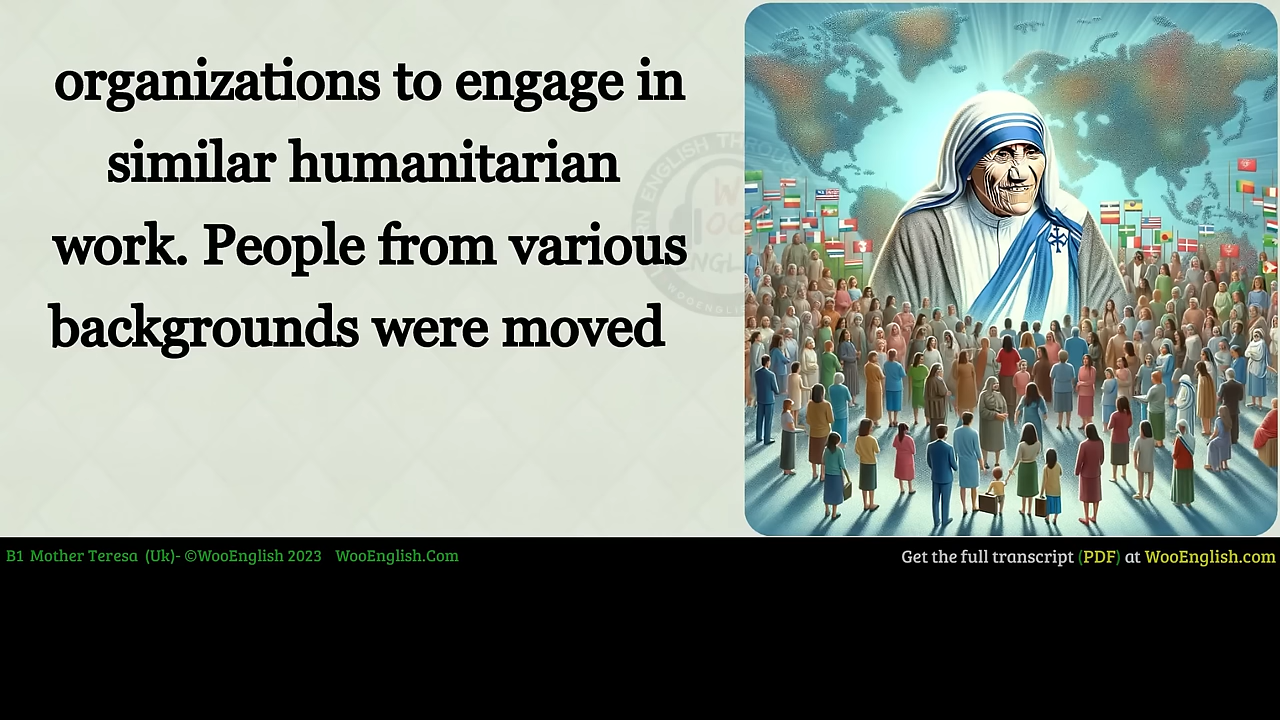 organizations to engage in
similar humanitarian
work. People from various
backgrounds were moved
B1 Mother Teresa (Uk)- ©WooEnglish 2023 WooEnglish.Com
Get the full transcript (PDF) at WooEnglish.com